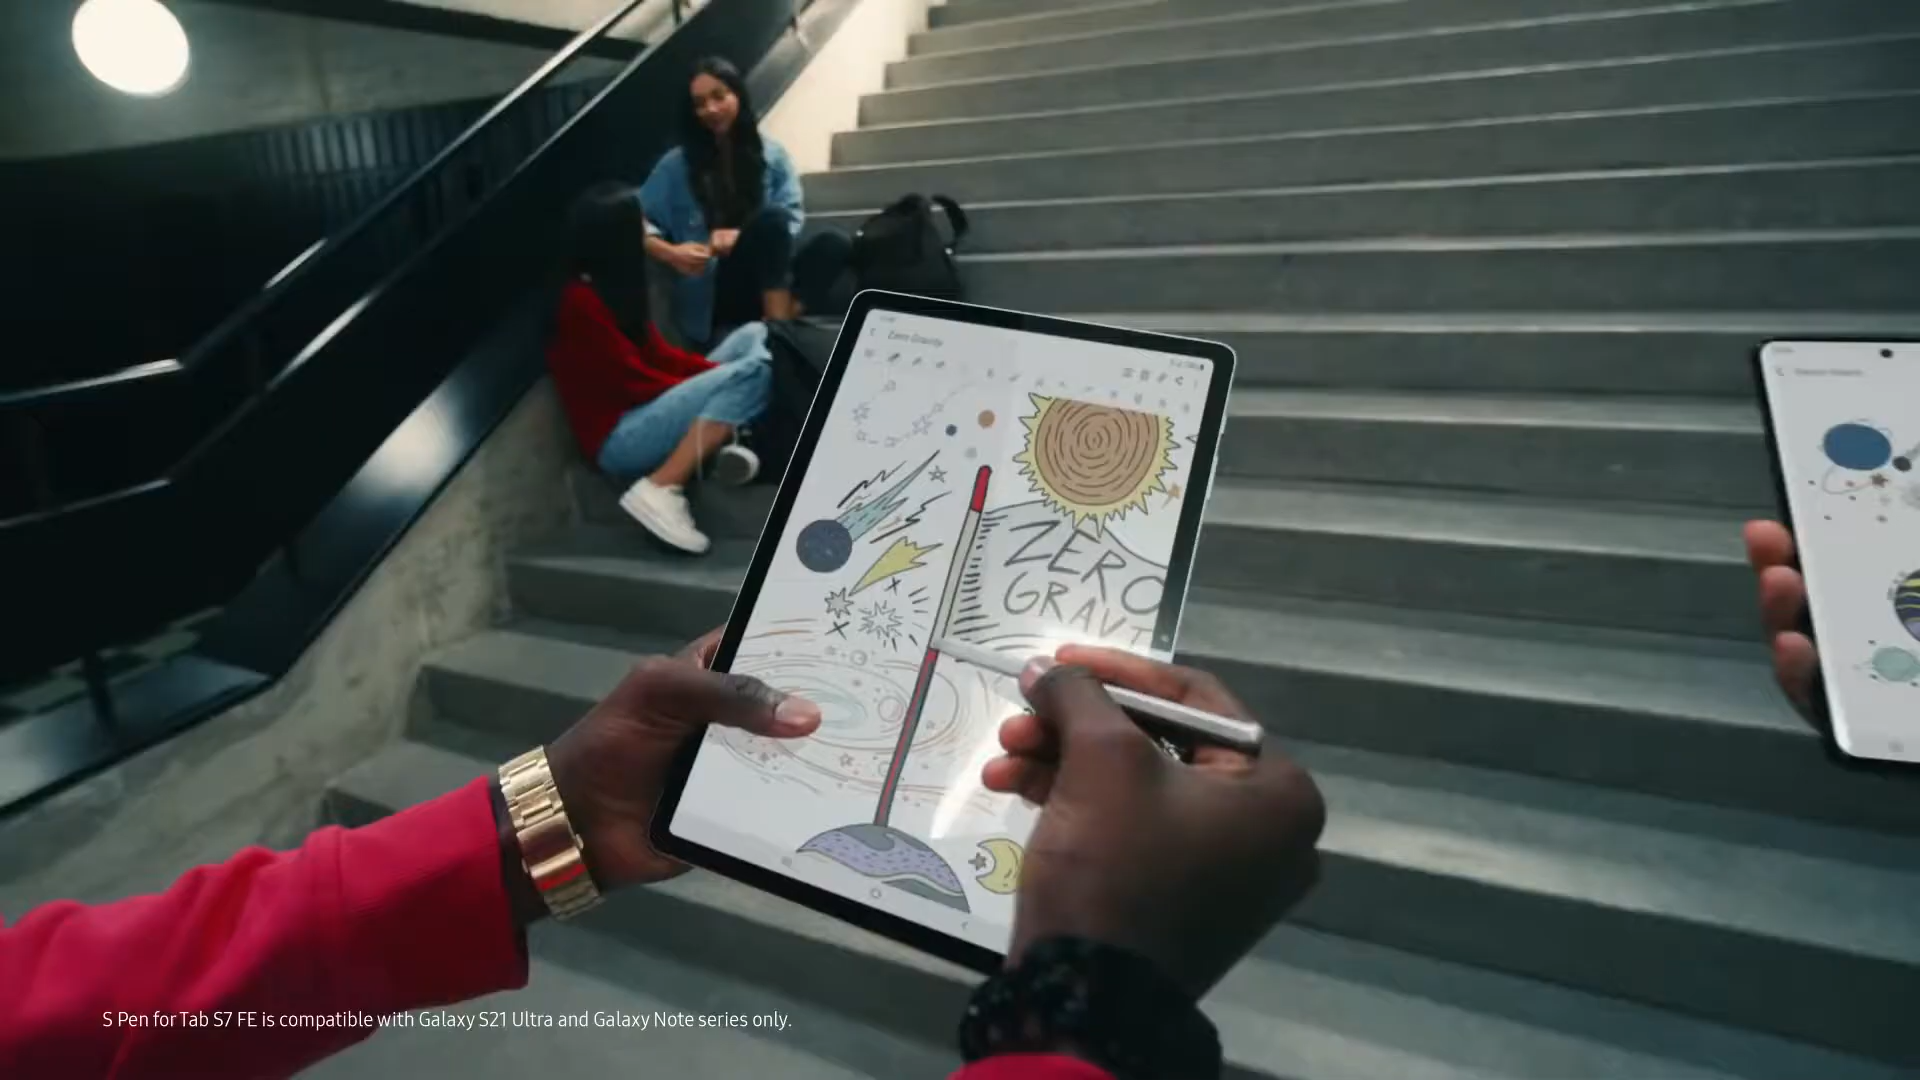 Zero Gravity
ZERO
GRAVIT
S Pen for Tab S7 FE is compatible with Galaxy S21 Ultra and Galaxy Note series only.